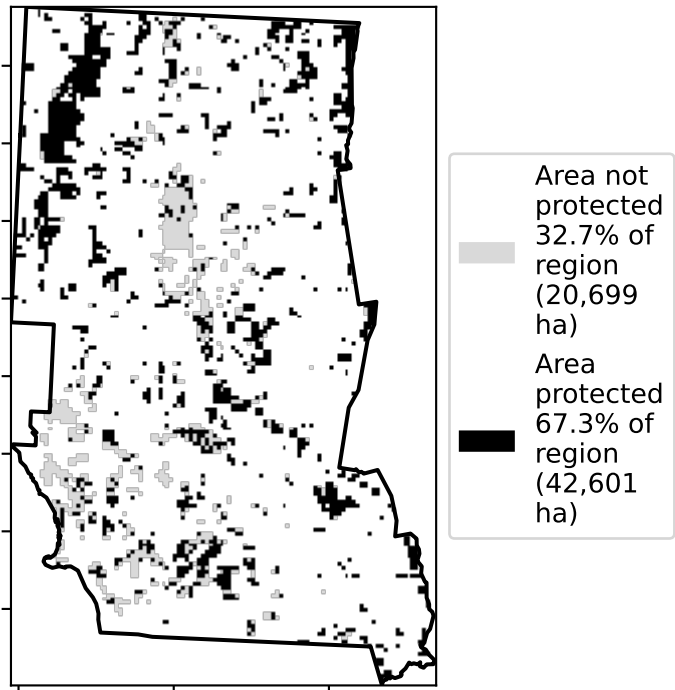 Area not
protected
32.7% of
region
(20,699
ha)
Area
protected
67.3% of
region
(42,601
ha)